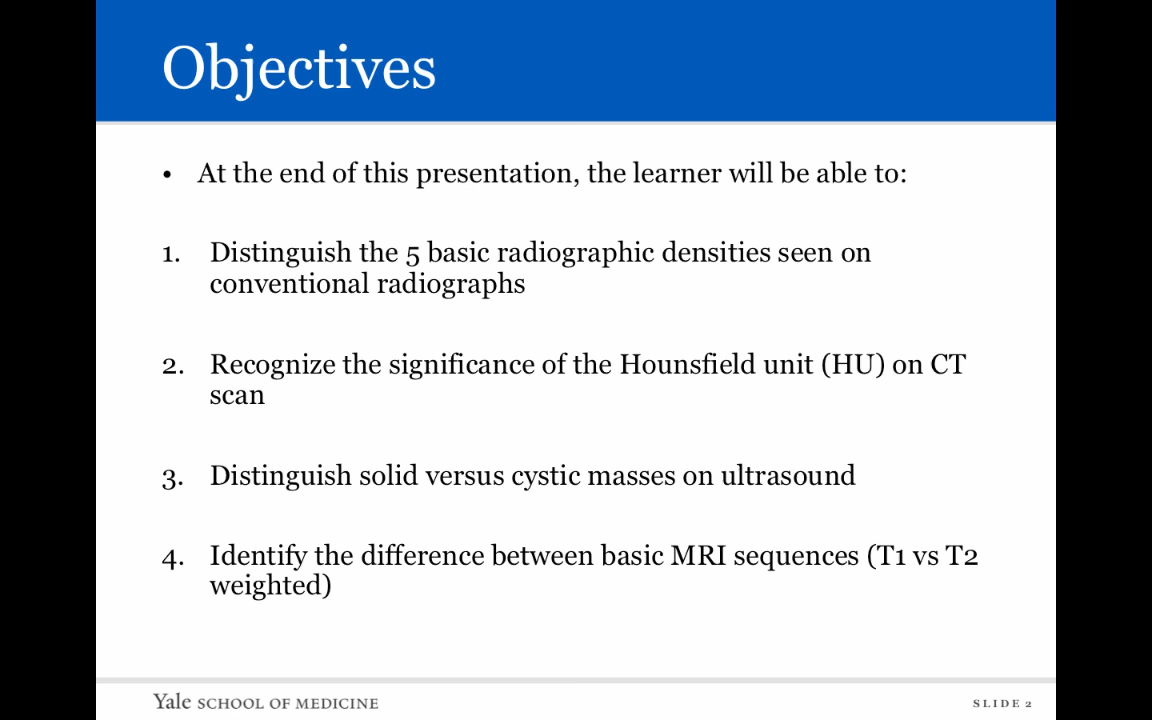 Objectives
• At the end of this presentation, the learner will be able to:
1. Distinguish the 5 basic radiographic densities seen on
conventional radiographs
2. Recognize the significance of the Hounsfield unit (HU) on CT
scan
3. Distinguish solid versus cystic masses on ultrasound
4. Identify the difference between basic MRI sequences (T1 vs T2
weighted)
Yale SCHOOL OF MEDICINE
SLIDE 2